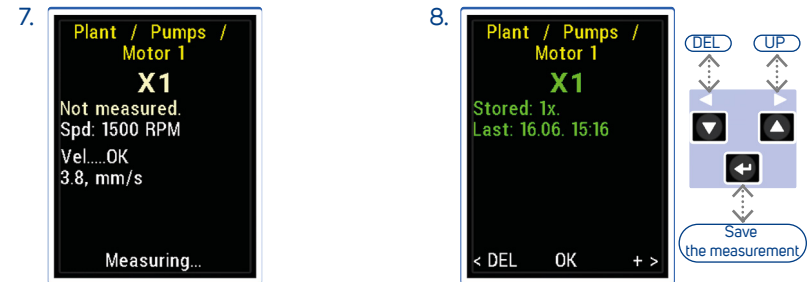 7.
Plant / Pumps /
Motor 1
X1
Not measured.
Spd: 1500 RPM
Vel.....OK
3.8, mm/s
Measuring...
8.
Plant / Pumps /
Motor 1
X1
Stored: 1x.
Last: 16.06. 15:16
< DEL OK + >
DEL UP
Save
the measurement